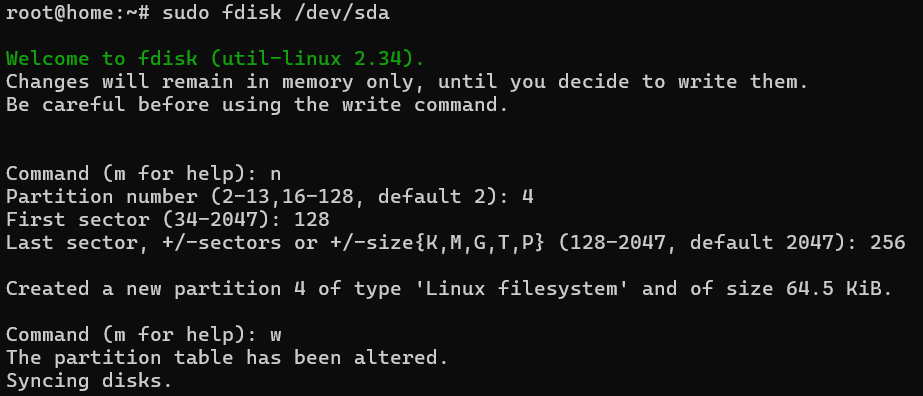 root@home:~# sudo fdisk /dev/sda
Welcome to fdisk (util-linux 2.34).
Changes will remain in memory only, until you decide to write them.
Be careful before using the write command.
Command (m for help): n
Partition number (2-13,16-128, default 2): 4
First sector (34-2047): 128
Last sector, +/-sectors or +/-size{K,M,G,T,P} (128-2047, default 2047): 256
Created a new partition 4 of type 'Linux filesystem' and of size 64.5 KiB.
Command (m for help): w
The partition table has been altered.
Syncing disks.